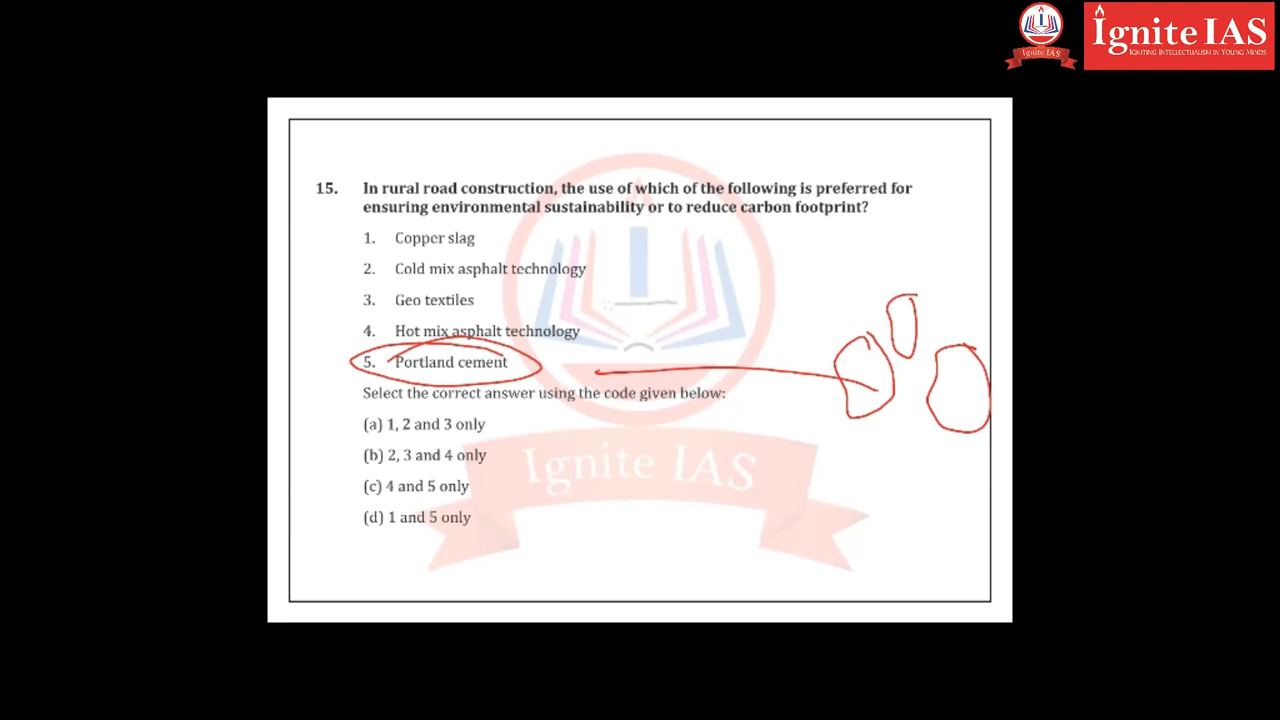 Ignite IAS
Ignite IAS
IGNITING INTELLECTUALISM IN YOUNG MINDS
15. In rural road construction, the use of which of the following is preferred for
ensuring environmental sustainability or to reduce carbon footprint?
1. Copper slag
2. Cold mix asphalt technology
3. Geo textiles
4. Hot mix asphalt technology
5. Portland cement
Select the correct answer using the code given below:
(a) 1, 2 and 3 only
(b) 2, 3 and 4 only
Ignite IAS
(c) 4 and 5 only
(d) 1 and 5 only